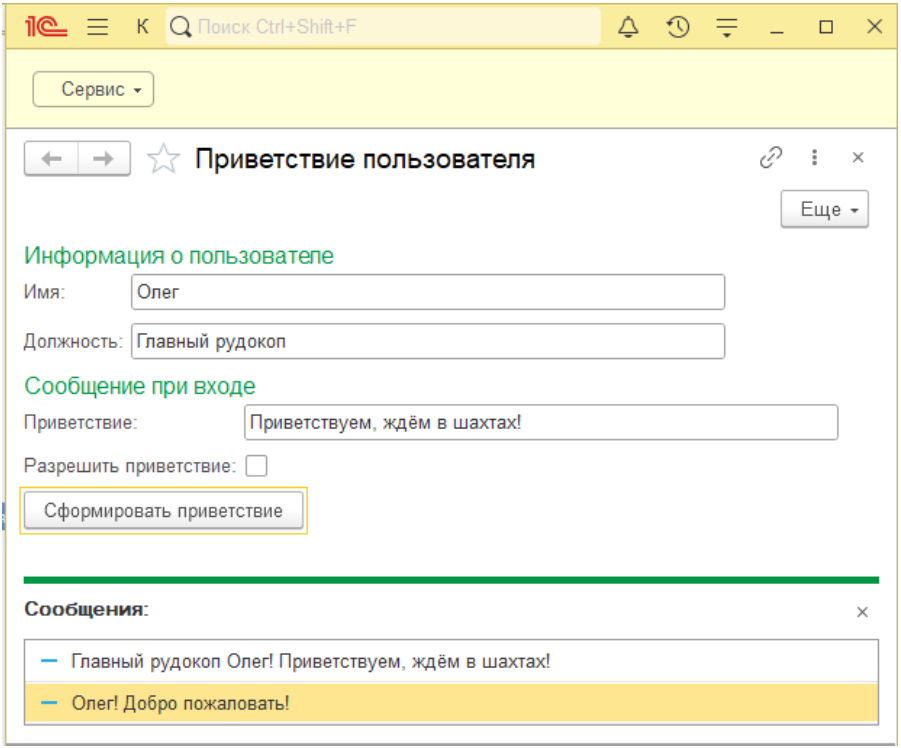 1С К Поиск Ctrl+Shift+F
Сервис
Приветствие пользователя
Еще
Информация о пользователе
Имя: Олег
Должность: Главный рудокоп
Сообщение при входе
Приветствие: Приветствуем, ждём в шахтах!
Разрешить приветствие:
Сформировать приветствие
Сообщения:
Главный рудокоп Олег! Приветствуем, ждём в шахтах!
Олег! Добро пожаловать!